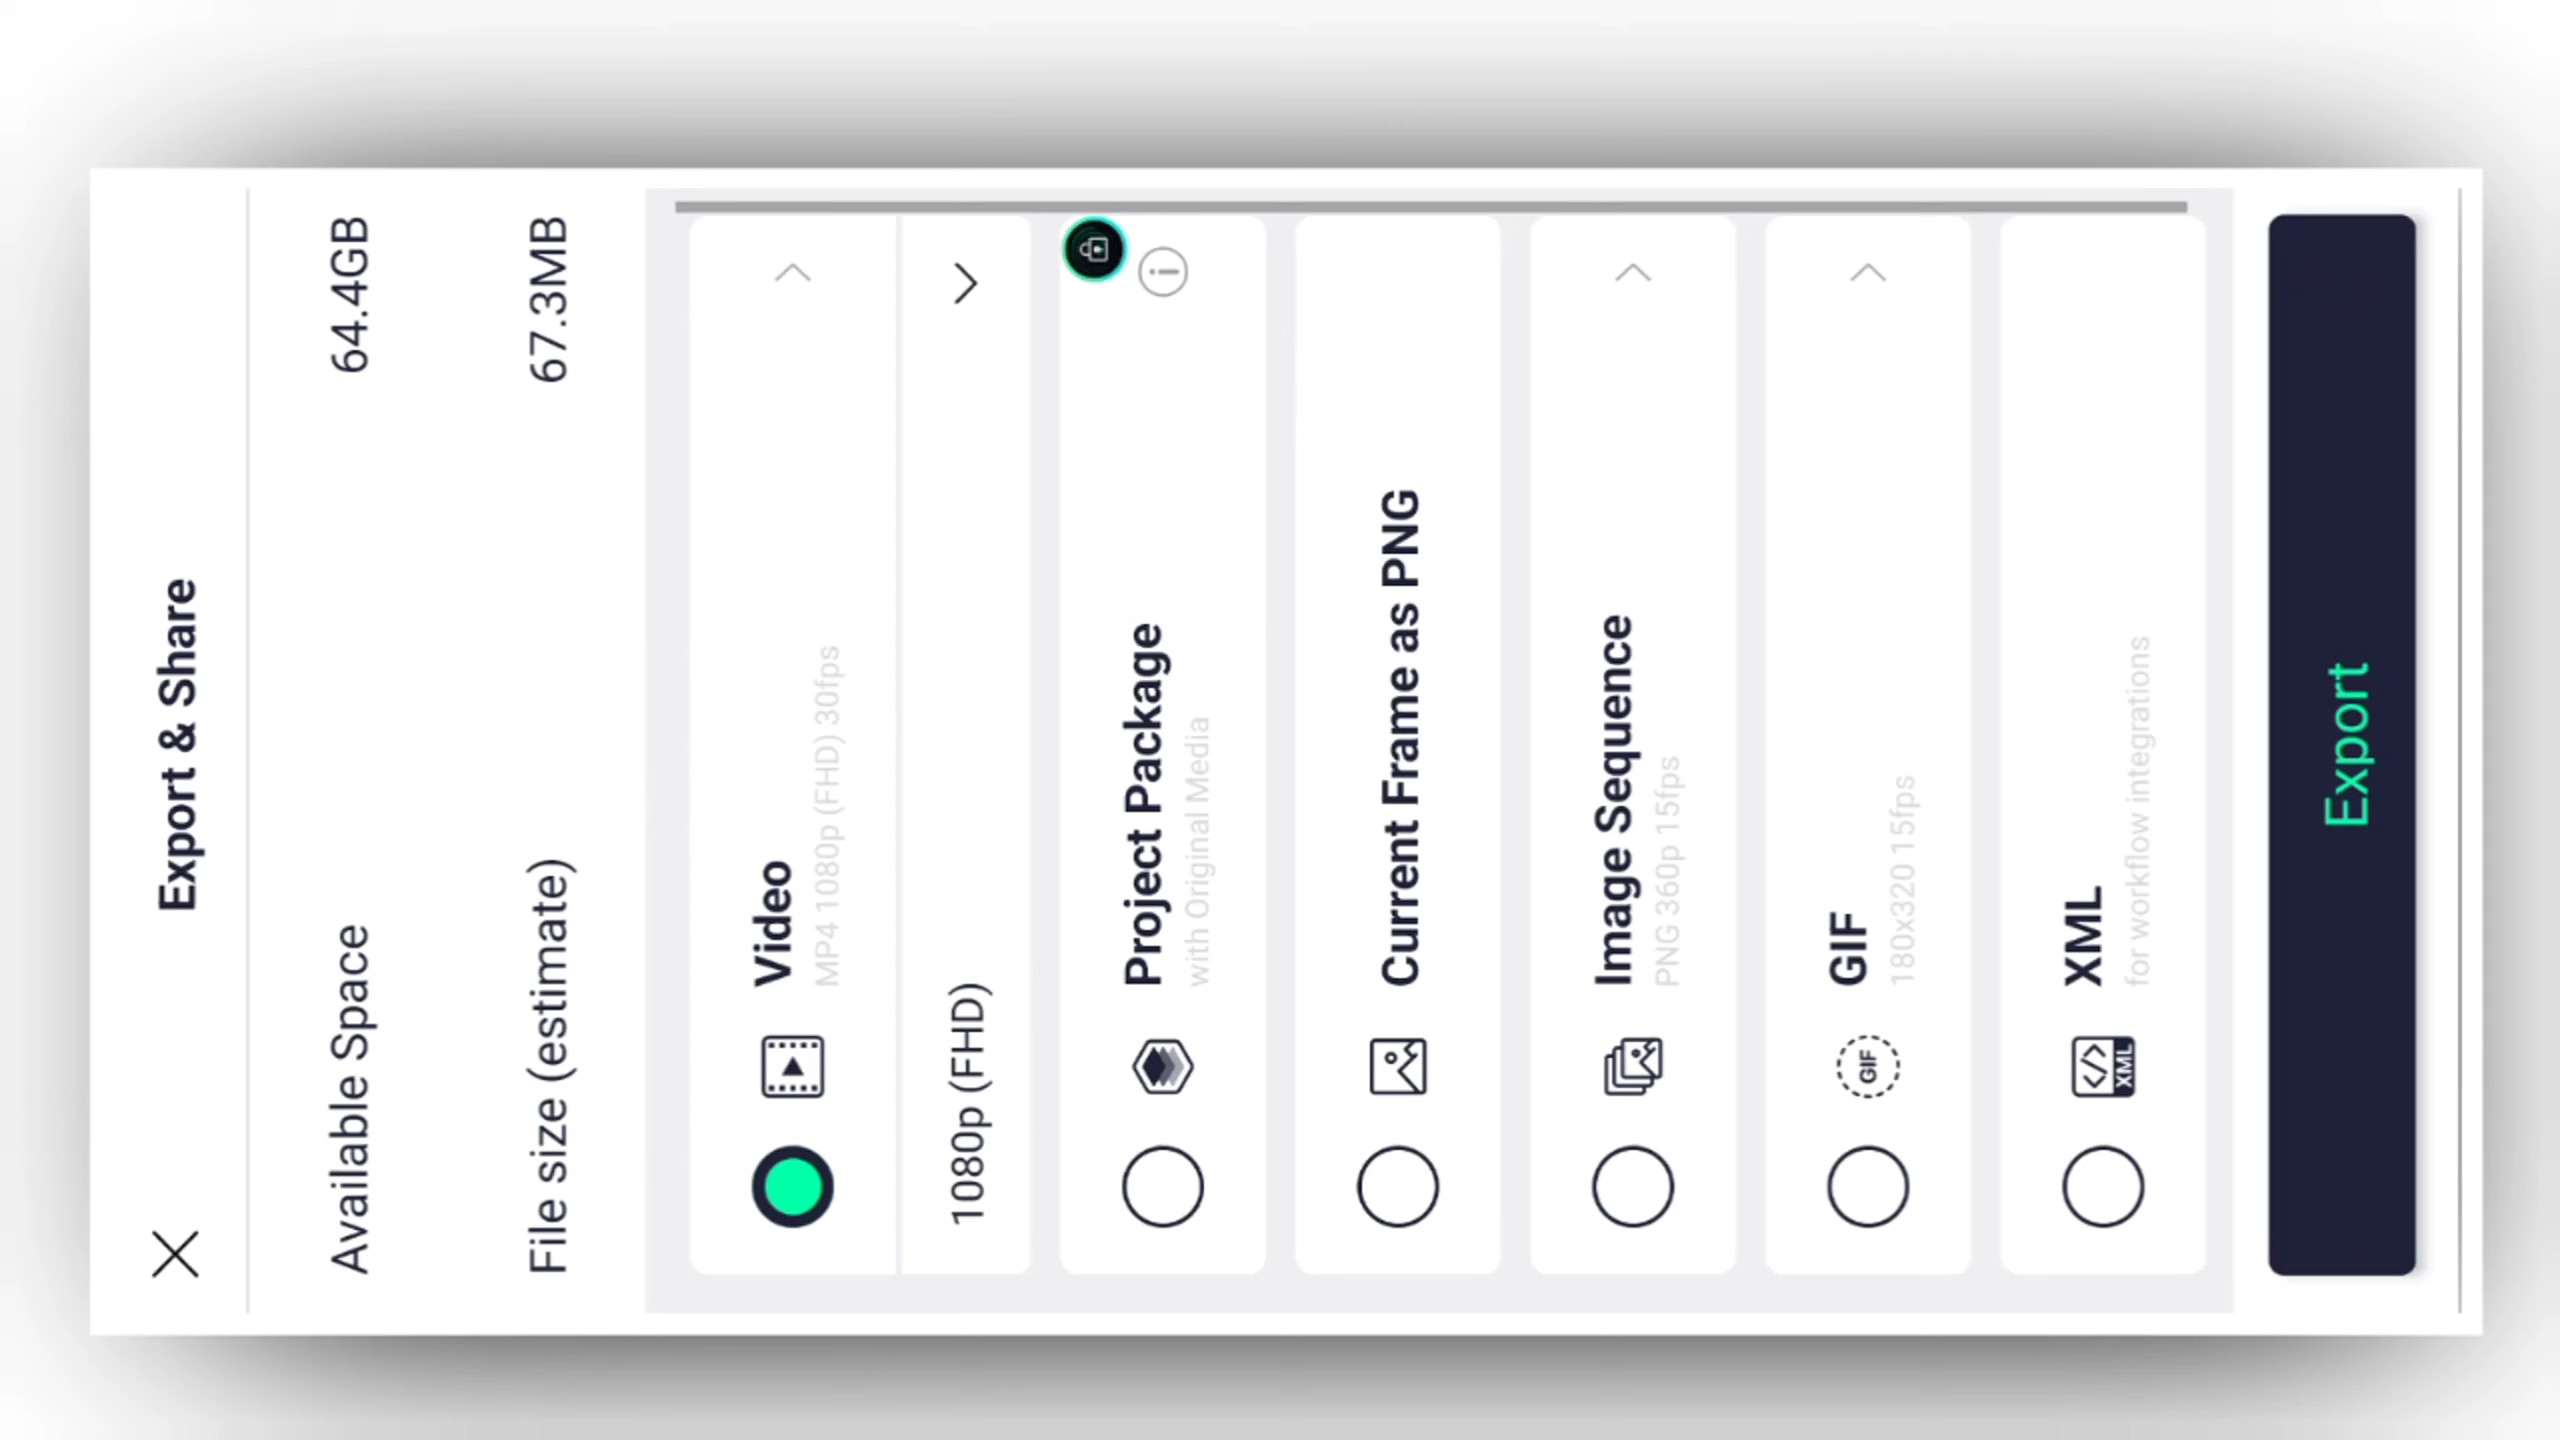 Export & Share
Available Space 64.4GB
File size (estimate) 67.3MB
Video
MP4 1080p (FHD) 30fps
1080p (FHD)
Project Package
with Original Media
Current Frame as PNG
Image Sequence
PNG 360p 15fps
GIF
GIF
180x320 15fps
XML
XML
for workflow integrations
Export